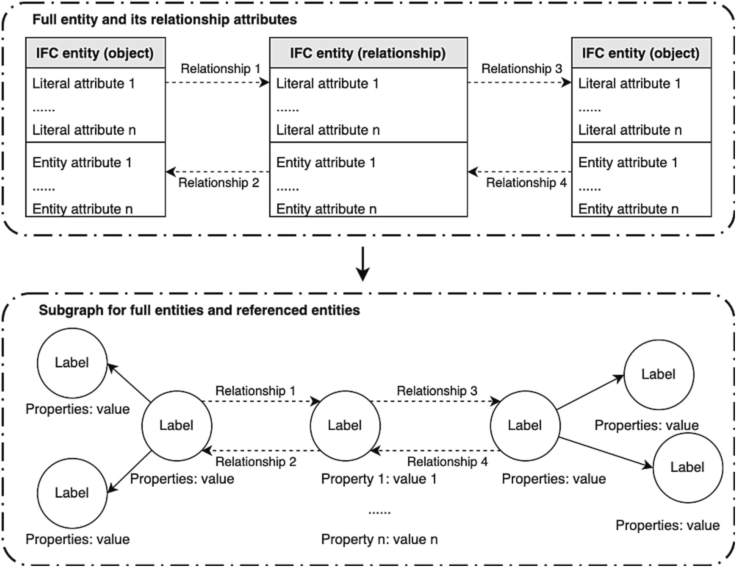 Full entity and its relationship attributes
IFC entity (object)
Literal attribute 1
......
Literal attribute n
Entity attribute 1
......
Entity attribute n
Relationship 1
Relationship 2
IFC entity (relationship)
Literal attribute 1
......
Literal attribute n
Entity attribute 1
......
Entity attribute n
Relationship 3
Relationship 4
IFC entity (object)
Literal attribute 1
......
Literal attribute n
Entity attribute 1
......
Entity attribute n
Subgraph for full entities and referenced entities
Label
Properties: value
Label
Properties: value
Label
Properties: value
Relationship 1
Relationship 2
Label
Property 1: value 1
......
Property n: value n
Relationship 3
Relationship 4
Label
Properties: value
Label
Properties: value
Label
Properties: value